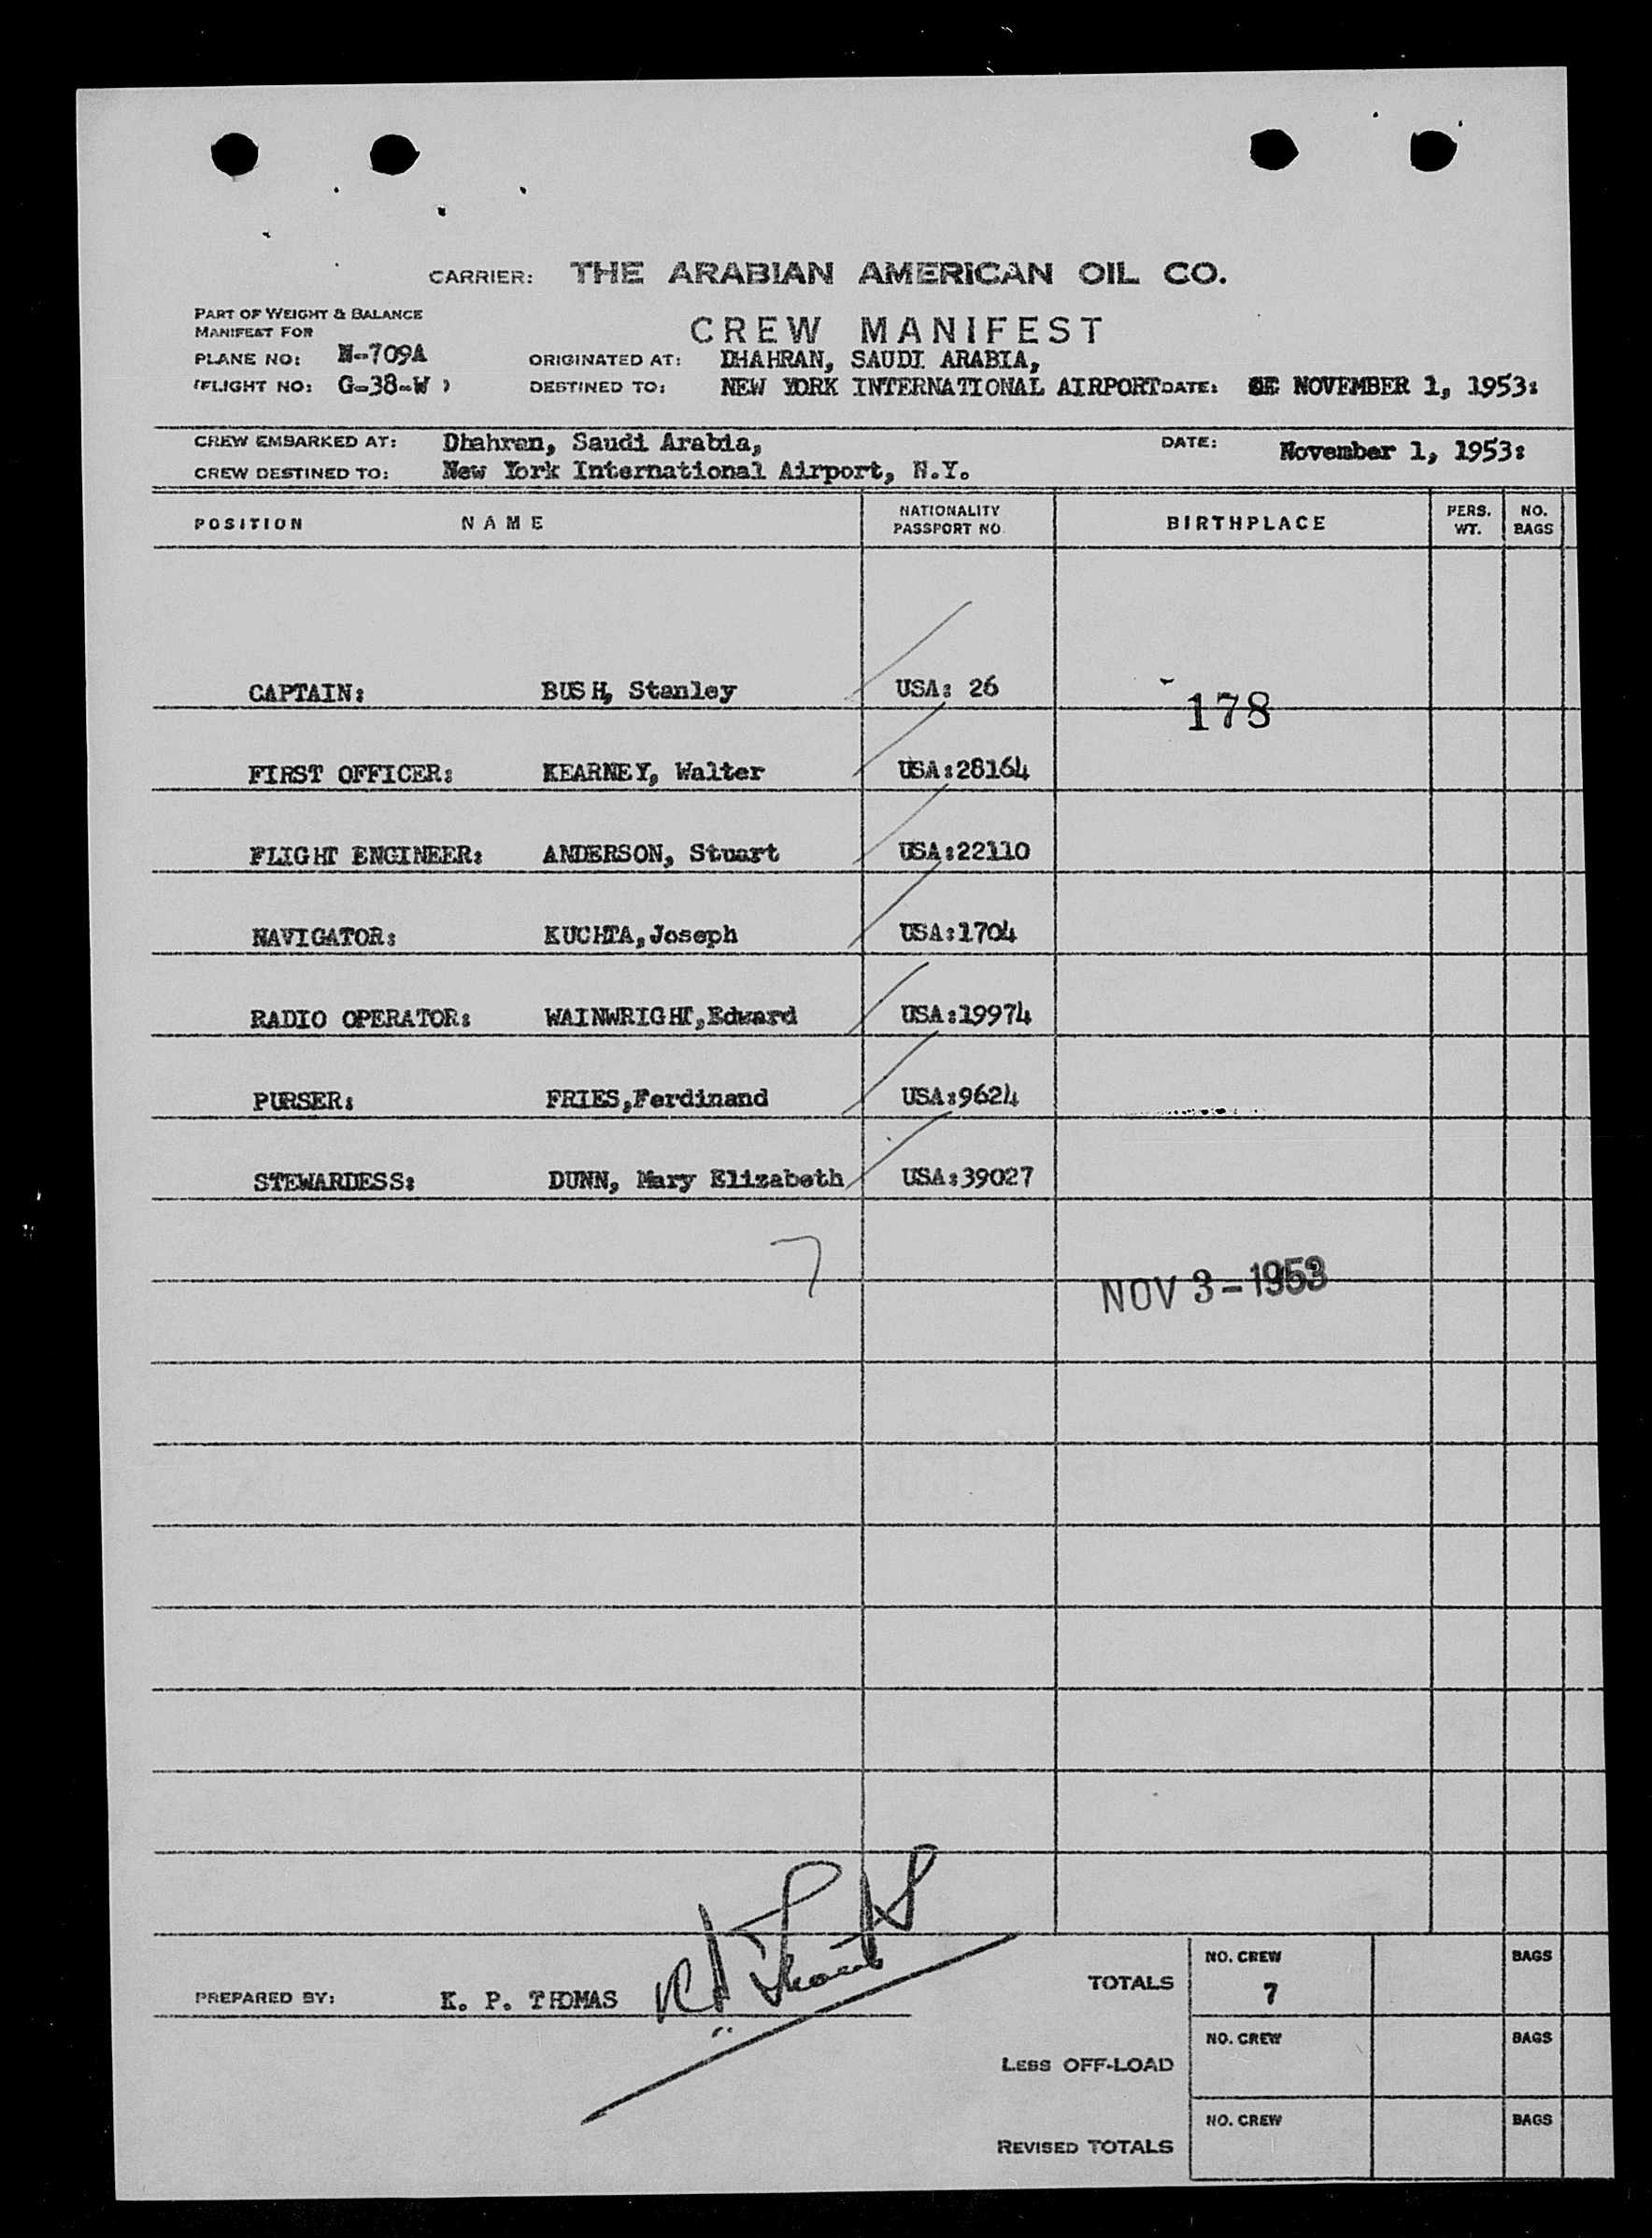 CARRIER: THE ARABIAN AMERICAN OIL CO.
PART OF WEIGHT & BALANCE
MANIFEST FOR
CREW MANIFEST
PLANE NO: N-709A ORIGINATED AT: DHAHRAN, SAUDI ARABIA,
(FLIGHT NO: G-38-W ) DESTINED TO: NEW YORK INTERNATIONAL AIRPORT DATE: NOVEMBER 1, 1953:
CREW EMBARKED AT: Dhahran, Saudi Arabia, DATE: November 1, 1953:
CREW DESTINED TO: New York International Airport, N.Y.
POSITION NAME NATIONALITY PASSPORT NO. BIRTHPLACE PERS. WT. NO. BAGS
CAPTAIN: BUSH, Stanley USA: 26
178
FIRST OFFICER: KEARNEY, Walter USA:28164
FLIGHT ENGINEER: ANDERSON, Stuart USA:22110
NAVIGATOR: KUCHTA,Joseph USA:1704
RADIO OPERATOR: WAINWRIGHT,Edward USA:19974
PURSER: FRIES,Ferdinand USA:9624
STEWARDESS: DUNN, Mary Elizabeth USA:39027
7
NOV 3-1953
NO. CREW BAGS
TOTALS 7
PREPARED BY: K. P. THOMAS
NO. CREW BAGS
LESS OFF-LOAD
NO. CREW BAGS
REVISED TOTALS